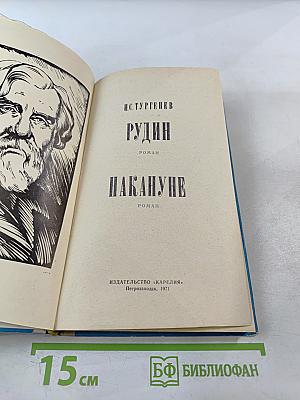 И.С. ТУРГЕНЕВ
РУДИН
РОМАН
НАКАНУНЕ
РОМАН
ИЗДАТЕЛЬСТВО «КАРЕЛИЯ»
Петрозаводск, 1971
15 см
БФ БИБЛИОФАН